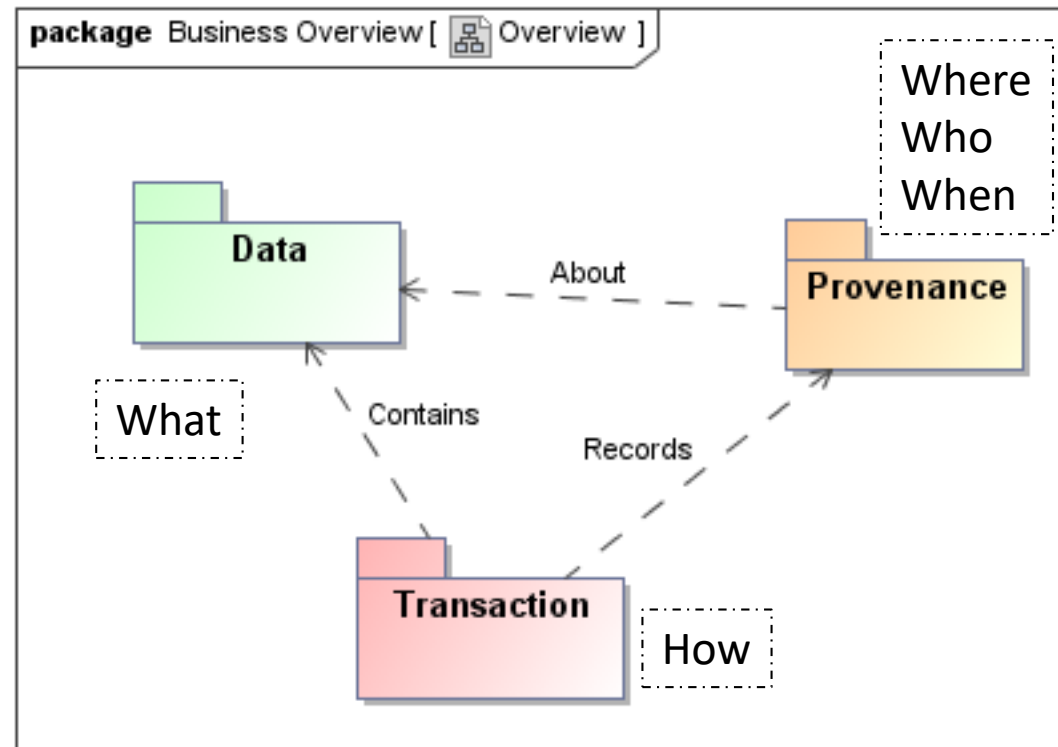 package Business Overview [ Overview ]
Where
Who
When
Data
About
Provenance
What
Contains
Records
Transaction
How